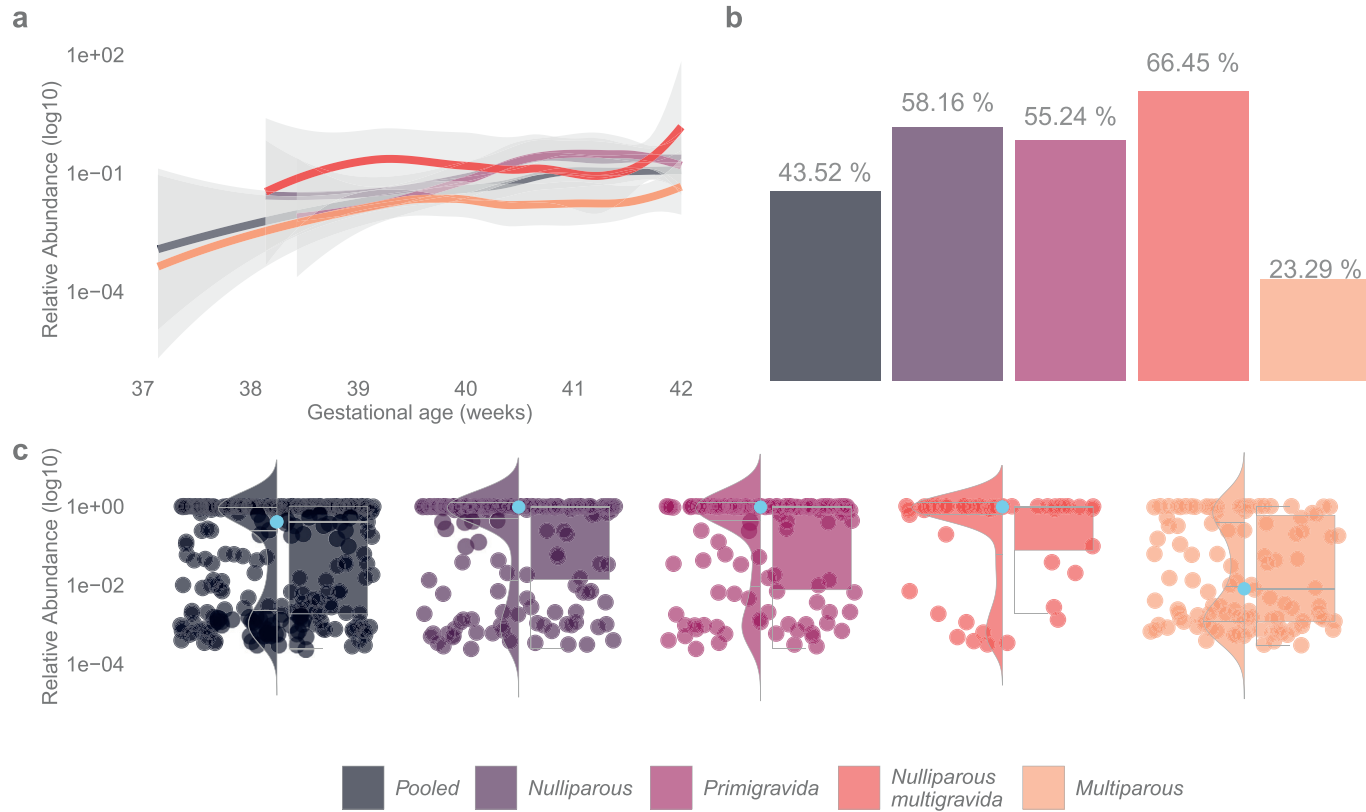 a
Relative Abundance (log10)
1e+02
1e−01
1e−04
37 38 39 40 41 42
Gestational age (weeks)
b
43.52 %
58.16 %
55.24 %
66.45 %
23.29 %
c
Relative Abundance (log10)
1e+00
1e−02
1e−04
Pooled
Nulliparous
Primigravida
Nulliparous
multigravida
Multiparous